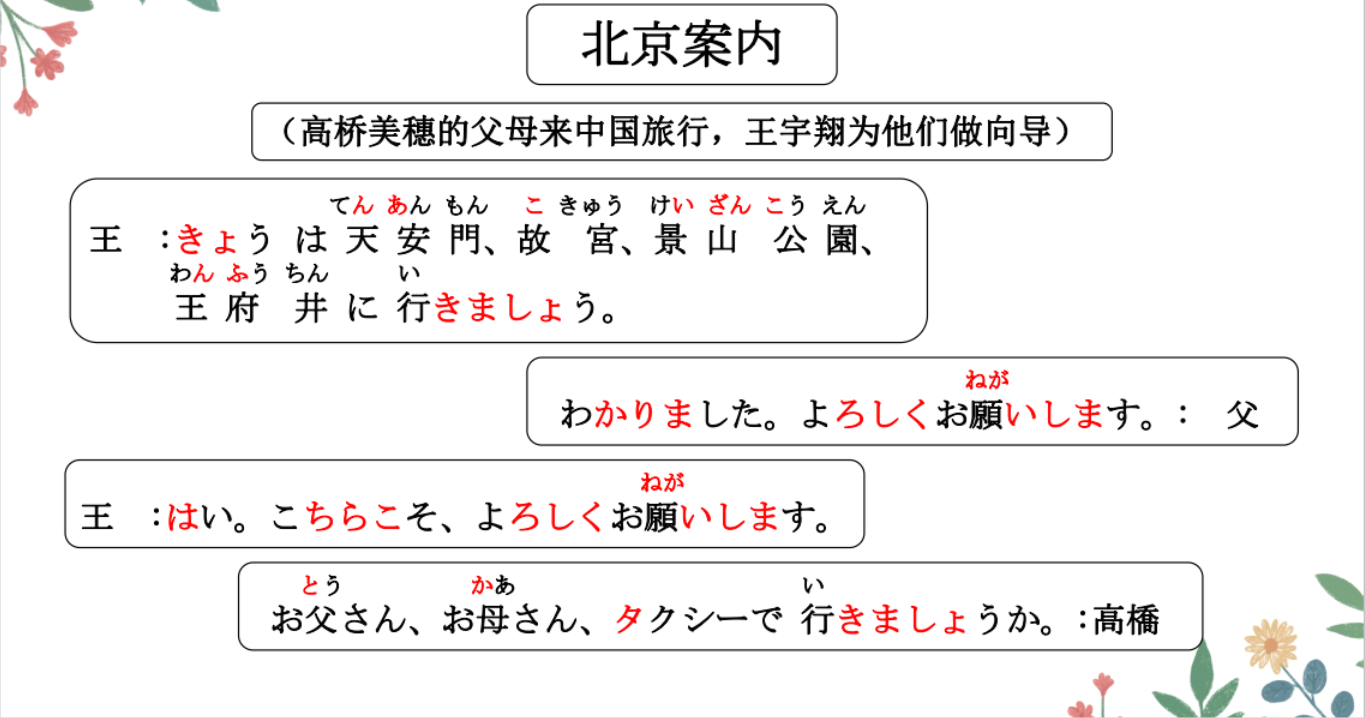 北京案内
（高桥美穗的父母来中国旅行，王宇翔为他们做向导）
てん あん もん こ きゅう けい ざん こう えん
王 ：きょう は 天 安 門、故 宮、景 山 公 園、
わん ふう ちん い
王 府 井 に 行きましょう。
ねが
わかりました。よろしくお願いします。： 父
ねが
王 ：はい。こちらこそ、よろしくお願いします。
とう かあ い
お父さん、お母さん、タクシーで 行きましょうか。：高橋